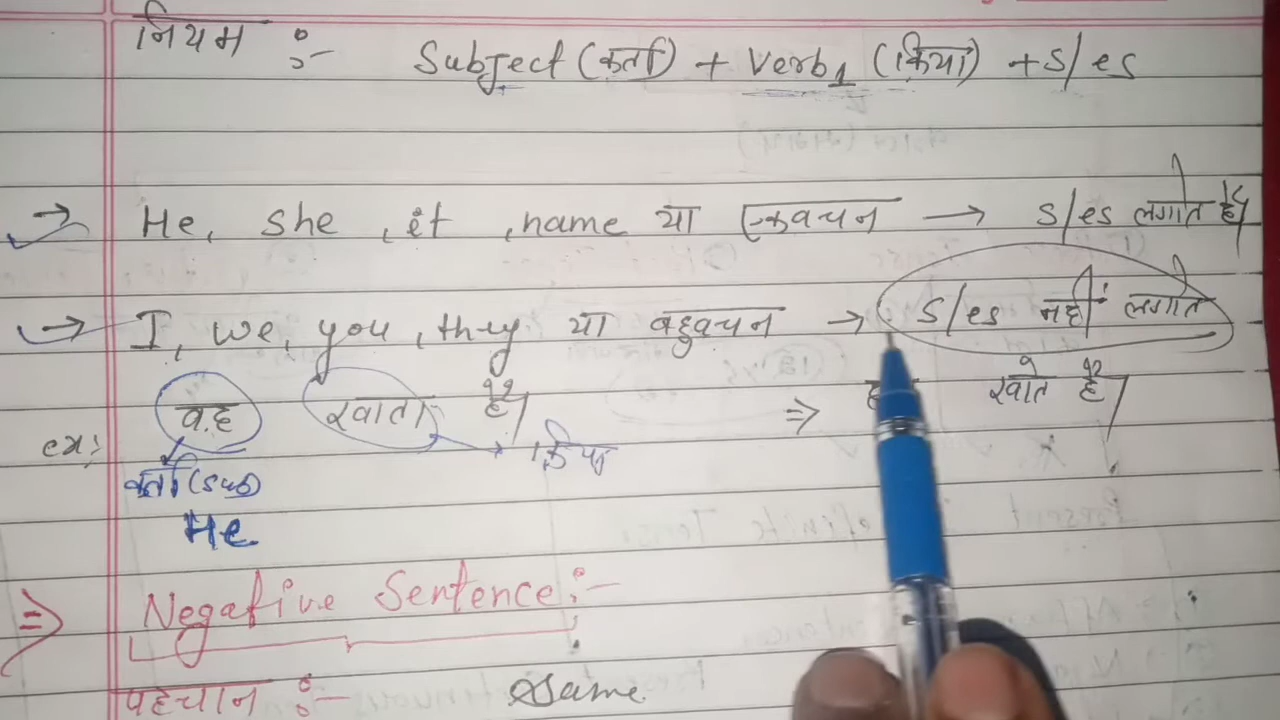 नियम :- Subject (कर्ता) + Verb1 (क्रिया) + s/es
→ He, she, it, name या एकवचन → s/es लगाते है।
→ I, we, you, they या बहुवचन → s/es नहीं लगाते
ex: वह खाता है। ⇒ खाते है।
कर्ता (sub) क्रिया
He
⇒ Negative Sentence :-
पहचान :- Same